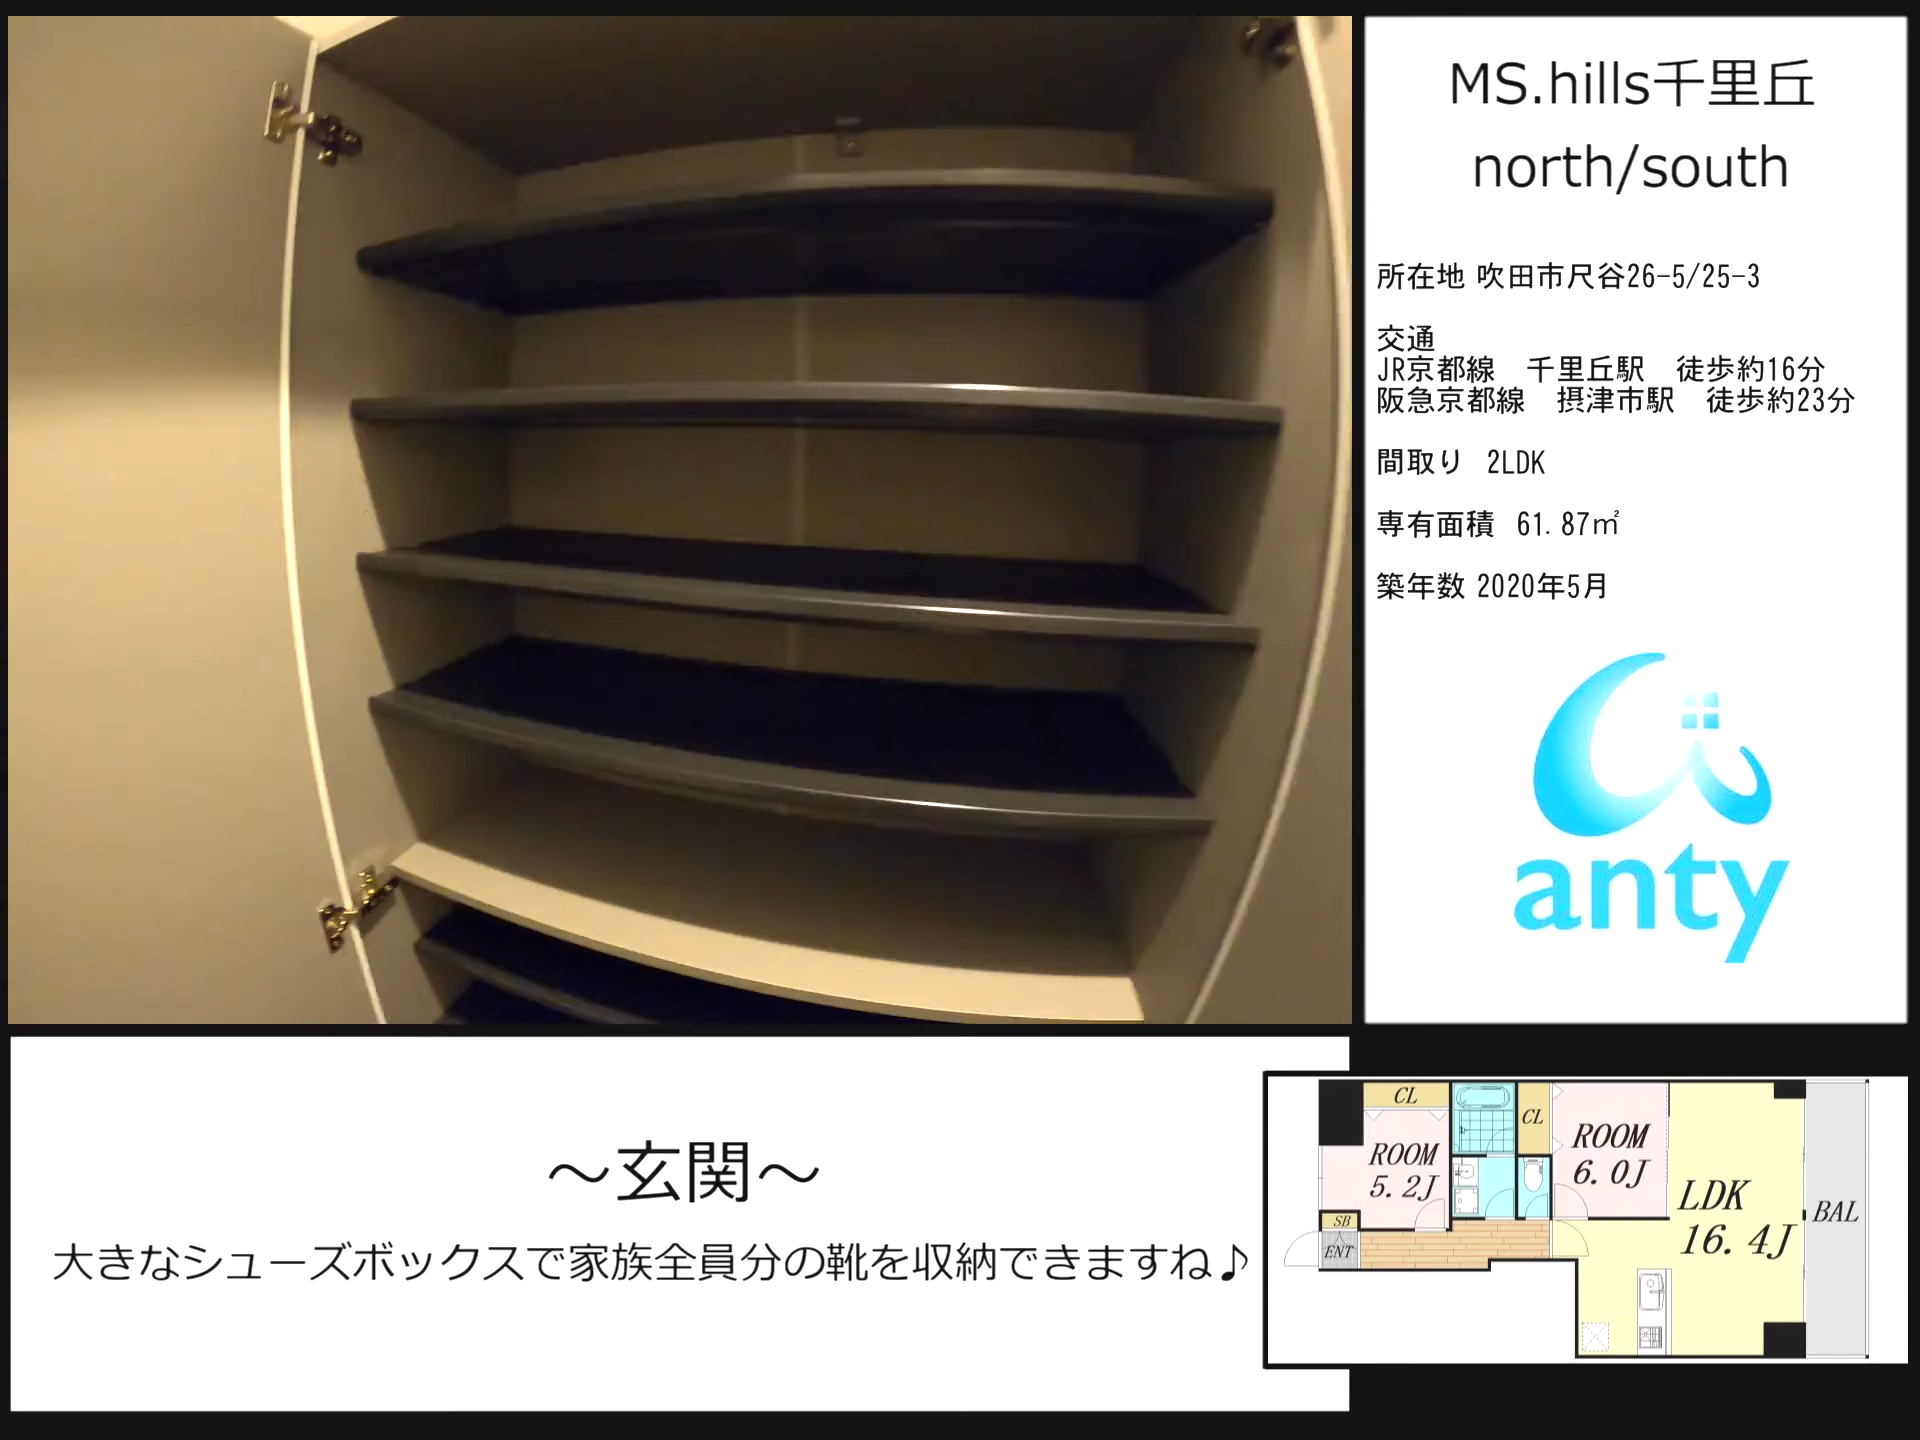 MS.hills千里丘
north/south
所在地 吹田市尺谷26-5/25-3
交通
JR京都線 千里丘駅 徒歩約16分
阪急京都線 摂津市駅 徒歩約23分
間取り 2LDK
専有面積 61.87㎡
築年数 2020年5月
anty
～玄関～
大きなシューズボックスで家族全員分の靴を収納できますね♪
CL
ROOM
5.2J
SB
ENT
CL
ROOM
6.0J
LDK
16.4J
BAL